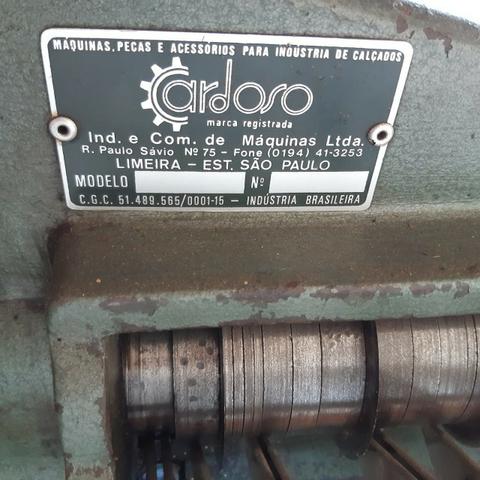 MÁQUINAS, PEÇAS E ACESSÓRIOS PARA INDÚSTRIA DE CALÇADOS
Cardoso
marca registrada
Ind. e Com. de Máquinas Ltda.
R. Paulo Sávio Nº 75 - Fone (0194) 41-3253
LIMEIRA - EST. SÃO PAULO
MODELO Nº
C.G.C. 51.489.565/0001-15 - INDÚSTRIA BRASILEIRA